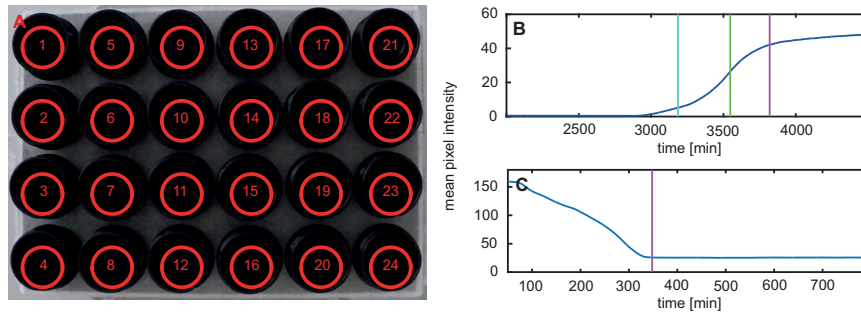 A
1 5 9 13 17 21
2 6 10 14 18 22
3 7 11 15 19 23
4 8 12 16 20 24
B
60
40
20
0
2500 3000 3500 4000
time [min]
mean pixel intensity
C
150
100
50
0
100 200 300 400 500 600 700
time [min]